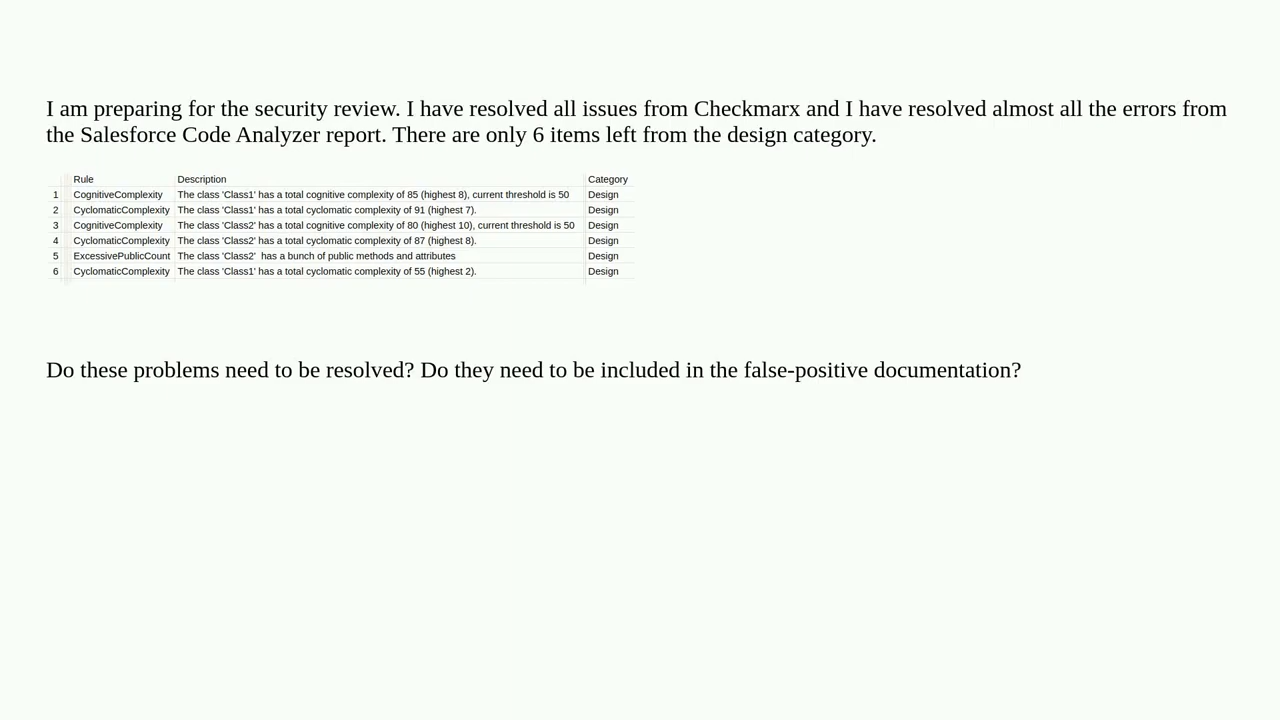 I am preparing for the security review. I have resolved all issues from Checkmarx and I have resolved almost all the errors from
the Salesforce Code Analyzer report. There are only 6 items left from the design category.
Rule Description Category
1 CognitiveComplexity The class 'Class1' has a total cognitive complexity of 85 (highest 8), current threshold is 50 Design
2 CyclomaticComplexity The class 'Class1' has a total cyclomatic complexity of 91 (highest 7). Design
3 CognitiveComplexity The class 'Class2' has a total cognitive complexity of 80 (highest 10), current threshold is 50 Design
4 CyclomaticComplexity The class 'Class2' has a total cyclomatic complexity of 87 (highest 8). Design
5 ExcessivePublicCount The class 'Class2'  has a bunch of public methods and attributes Design
6 CyclomaticComplexity The class 'Class1' has a total cyclomatic complexity of 55 (highest 2). Design
Do these problems need to be resolved? Do they need to be included in the false-positive documentation?